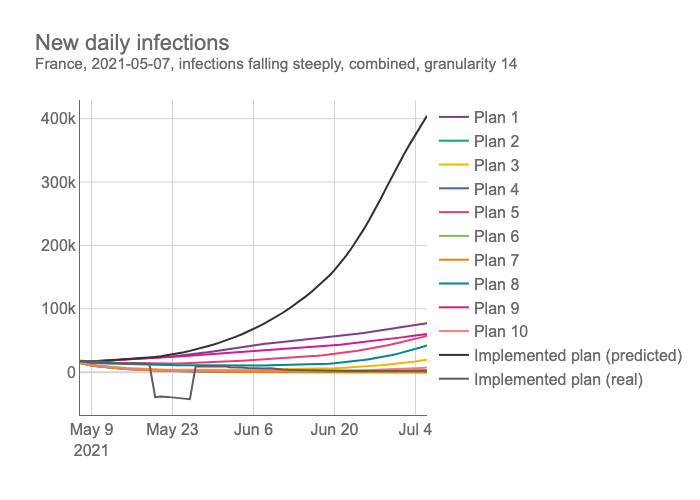 New daily infections
France, 2021-05-07, infections falling steeply, combined, granularity 14
400k
300k
200k
100k
0
May 9
2021
May 23
Jun 6
Jun 20
Jul 4
Plan 1
Plan 2
Plan 3
Plan 4
Plan 5
Plan 6
Plan 7
Plan 8
Plan 9
Plan 10
Implemented plan (predicted)
Implemented plan (real)